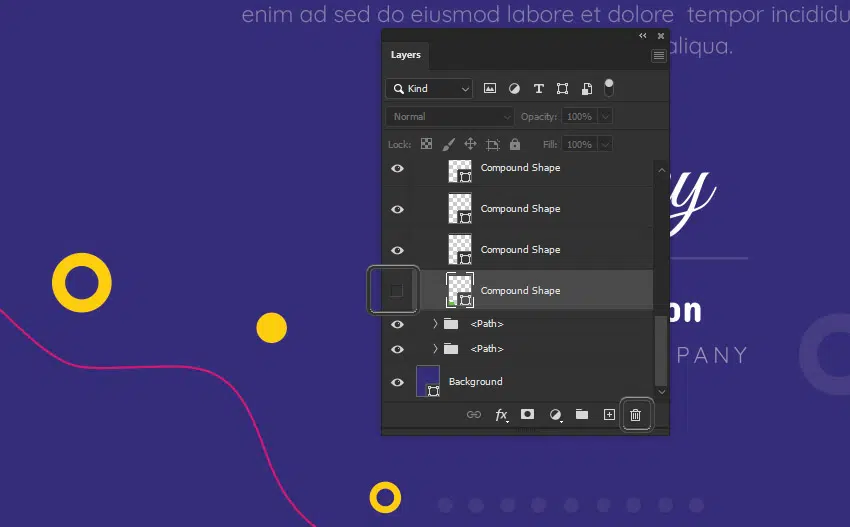 enim ad sed do eiusmod labore et dolore tempor incididu
aliqua.
Layers
Kind
Normal Opacity: 100%
Lock: Fill: 100%
Compound Shape
Compound Shape
Compound Shape
Compound Shape
<Path>
<Path>
Background
fx
y
on
PANY